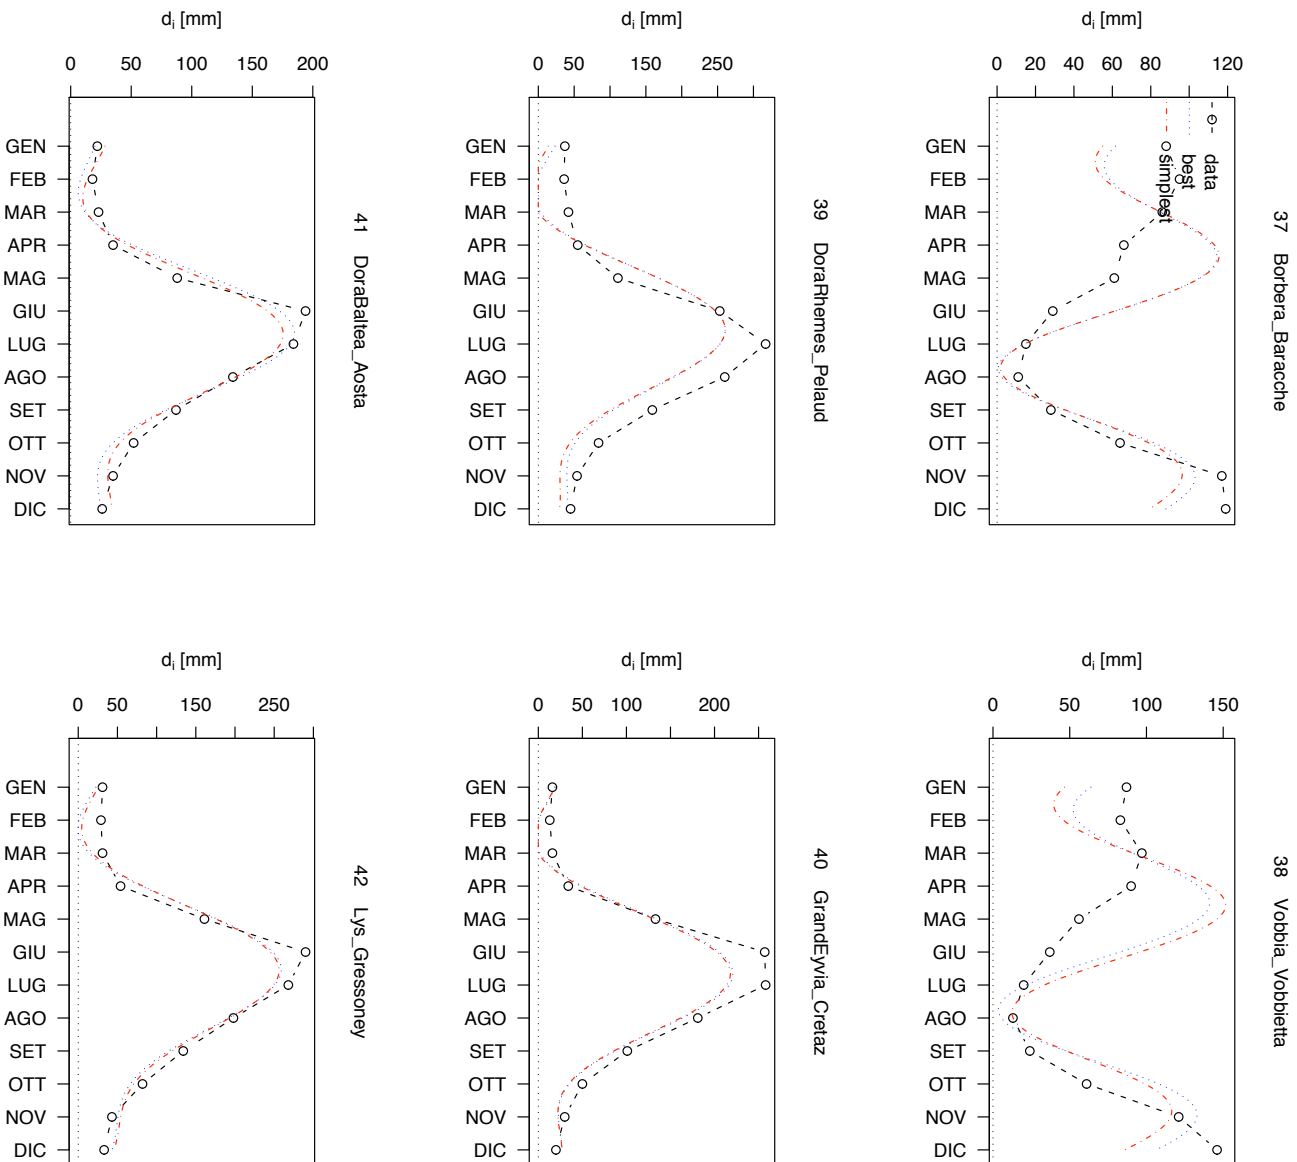 37 Borbera_Baracche
d_i [mm]
0 20 40 60 80 120
GEN
FEB
MAR
APR
MAG
GIU
LUG
AGO
SET
OTT
NOV
DIC
data
best
simplest
38 Vobbia_Vobbietta
d_i [mm]
0 50 100 150
GEN
FEB
MAR
APR
MAG
GIU
LUG
AGO
SET
OTT
NOV
DIC
39 DoraRhemes_Pelaud
d_i [mm]
0 50 150 250
GEN
FEB
MAR
APR
MAG
GIU
LUG
AGO
SET
OTT
NOV
DIC
40 GrandEyvia_Cretaz
d_i [mm]
0 50 100 200
GEN
FEB
MAR
APR
MAG
GIU
LUG
AGO
SET
OTT
NOV
DIC
41 DoraBaltea_Aosta
d_i [mm]
0 50 100 150 200
GEN
FEB
MAR
APR
MAG
GIU
LUG
AGO
SET
OTT
NOV
DIC
42 Lys_Gressoney
d_i [mm]
0 50 150 250
GEN
FEB
MAR
APR
MAG
GIU
LUG
AGO
SET
OTT
NOV
DIC